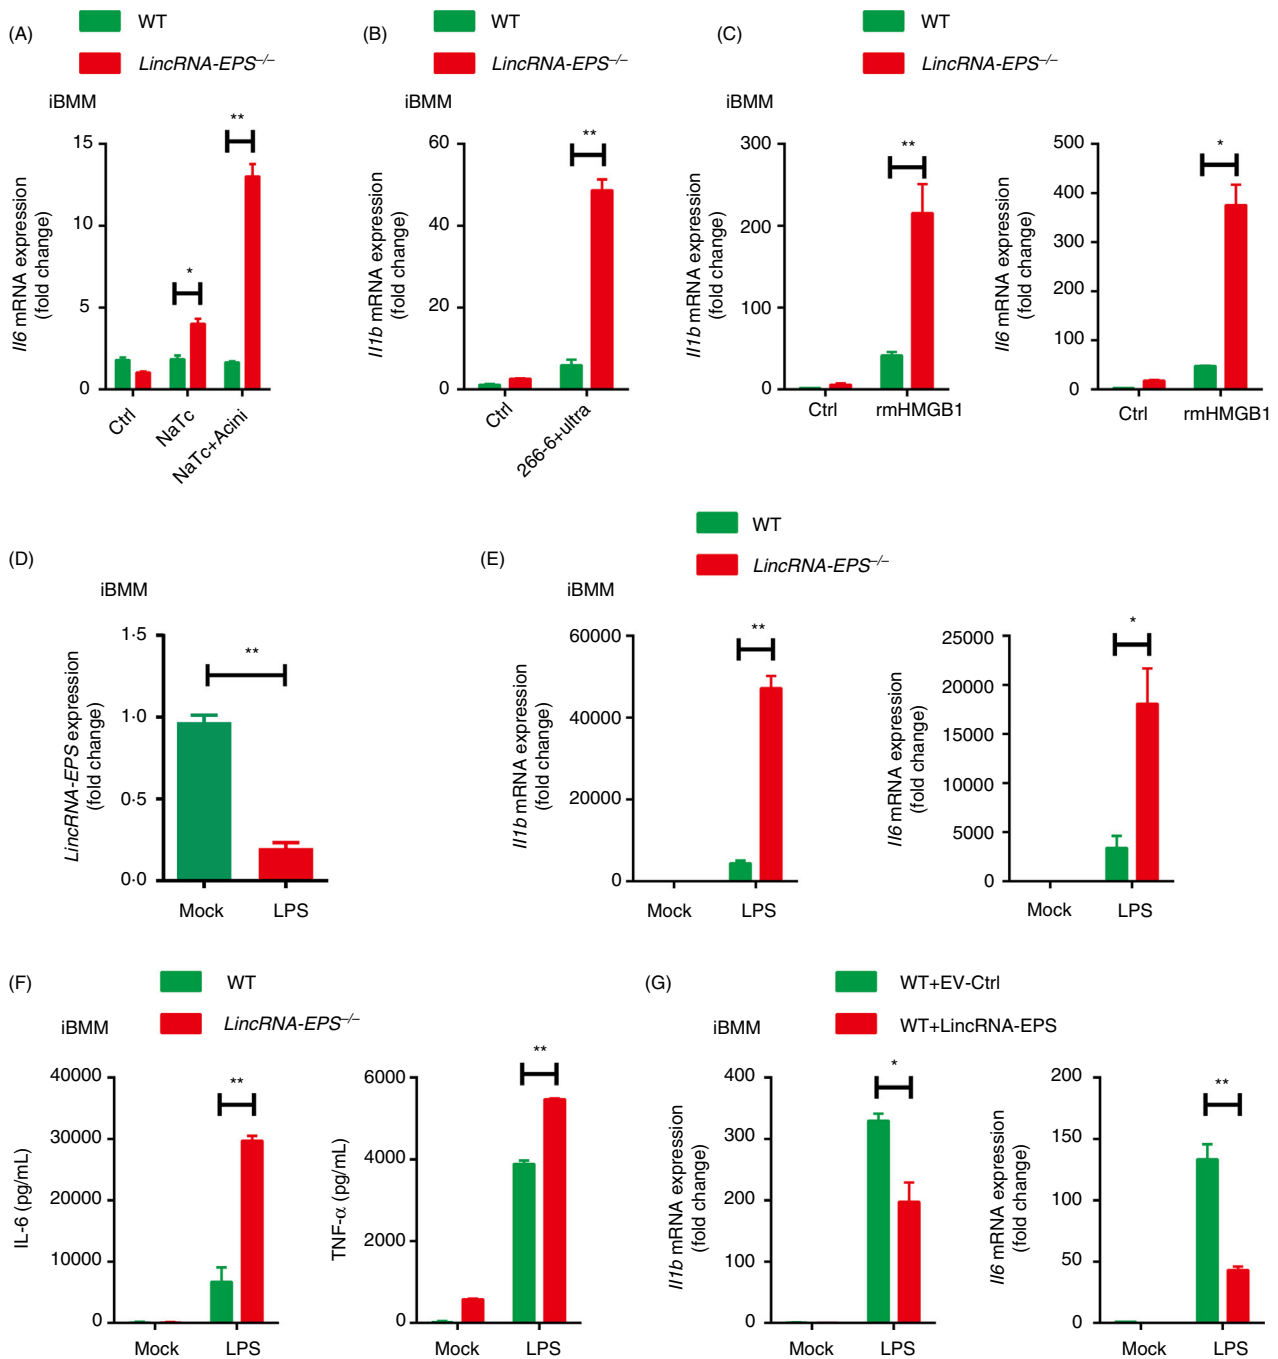 (A)
WT
LincRNA-EPS–/–
iBMM
Il6 mRNA expression
(fold change)
15
10
5
0
*
**
Ctrl
NaTc
NaTc+Acini
(B)
WT
LincRNA-EPS–/–
iBMM
Il1b mRNA expression
(fold change)
60
40
20
0
**
Ctrl
266-6+ultra
(C)
WT
LincRNA-EPS–/–
iBMM
Il1b mRNA expression
(fold change)
300
200
100
0
**
Ctrl
rmHMGB1
Il6 mRNA expression
(fold change)
500
400
300
200
100
0
*
Ctrl
rmHMGB1
(D)
iBMM
LincRNA-EPS expression
(fold change)
1·5
1·0
0·5
0·0
**
Mock
LPS
(E)
WT
LincRNA-EPS–/–
iBMM
Il1b mRNA expression
(fold change)
60000
40000
20000
0
**
Mock
LPS
Il6 mRNA expression
(fold change)
25000
20000
15000
10000
5000
0
*
Mock
LPS
(F)
WT
LincRNA-EPS–/–
iBMM
IL-6 (pg/mL)
40000
30000
20000
10000
0
**
Mock
LPS
TNF-α (pg/mL)
6000
4000
2000
0
**
Mock
LPS
(G)
WT+EV-Ctrl
WT+LincRNA-EPS
iBMM
Il1b mRNA expression
(fold change)
400
300
200
100
0
*
Mock
LPS
Il6 mRNA expression
(fold change)
200
150
100
50
0
**
Mock
LPS